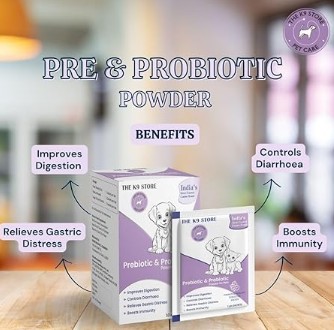 THE K9 STORE
PET CARE
PRE & PROBIOTIC
POWDER
BENEFITS
Improves
Digestion
Controls
Diarrhoea
Relieves Gastric
Distress
Boosts
Immunity
THE K9 STORE
India's
Prebiotic & Pro
Improves Digestion
Controls Diarrhoea
Relieves Gastric Distress
Boosts Immunity
THE K9 STORE
India's
Prebiotic & Probiotic